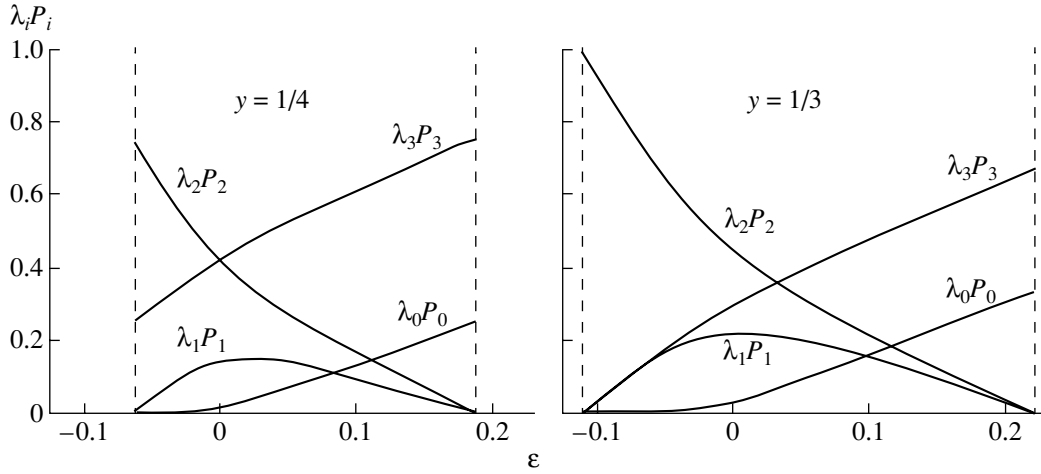 λᵢPᵢ
1.0
0.8
0.6
0.4
0.2
0
y = 1/4
λ₃P₃
λ₂P₂
λ₁P₁
λ₀P₀
−0.1 0 0.1 0.2
y = 1/3
λ₃P₃
λ₂P₂
λ₀P₀
λ₁P₁
−0.1 0 0.1 0.2
ε